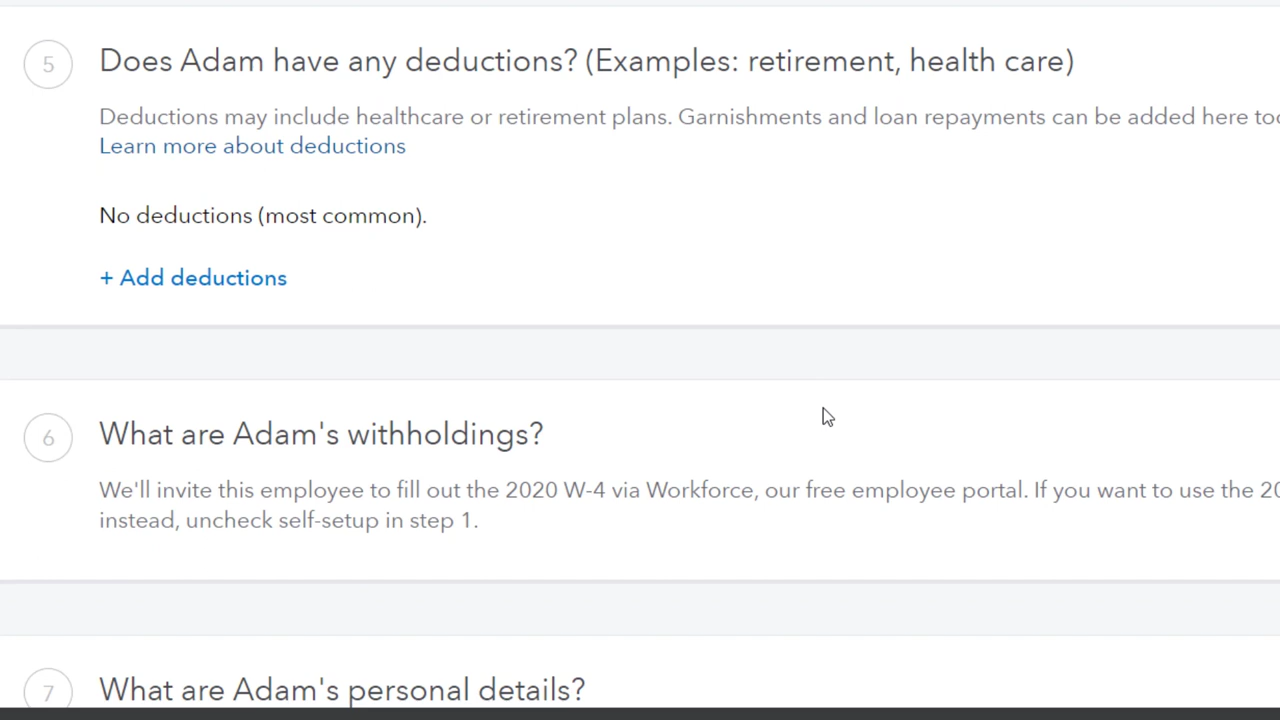 5
Does Adam have any deductions? (Examples: retirement, health care)
Deductions may include healthcare or retirement plans. Garnishments and loan repayments can be added here
Learn more about deductions
No deductions (most common).
+ Add deductions
6
What are Adam's withholdings?
We'll invite this employee to fill out the 2020 W-4 via Workforce, our free employee portal. If you want to use the
instead, uncheck self-setup in step 1.
7
What are Adam's personal details?